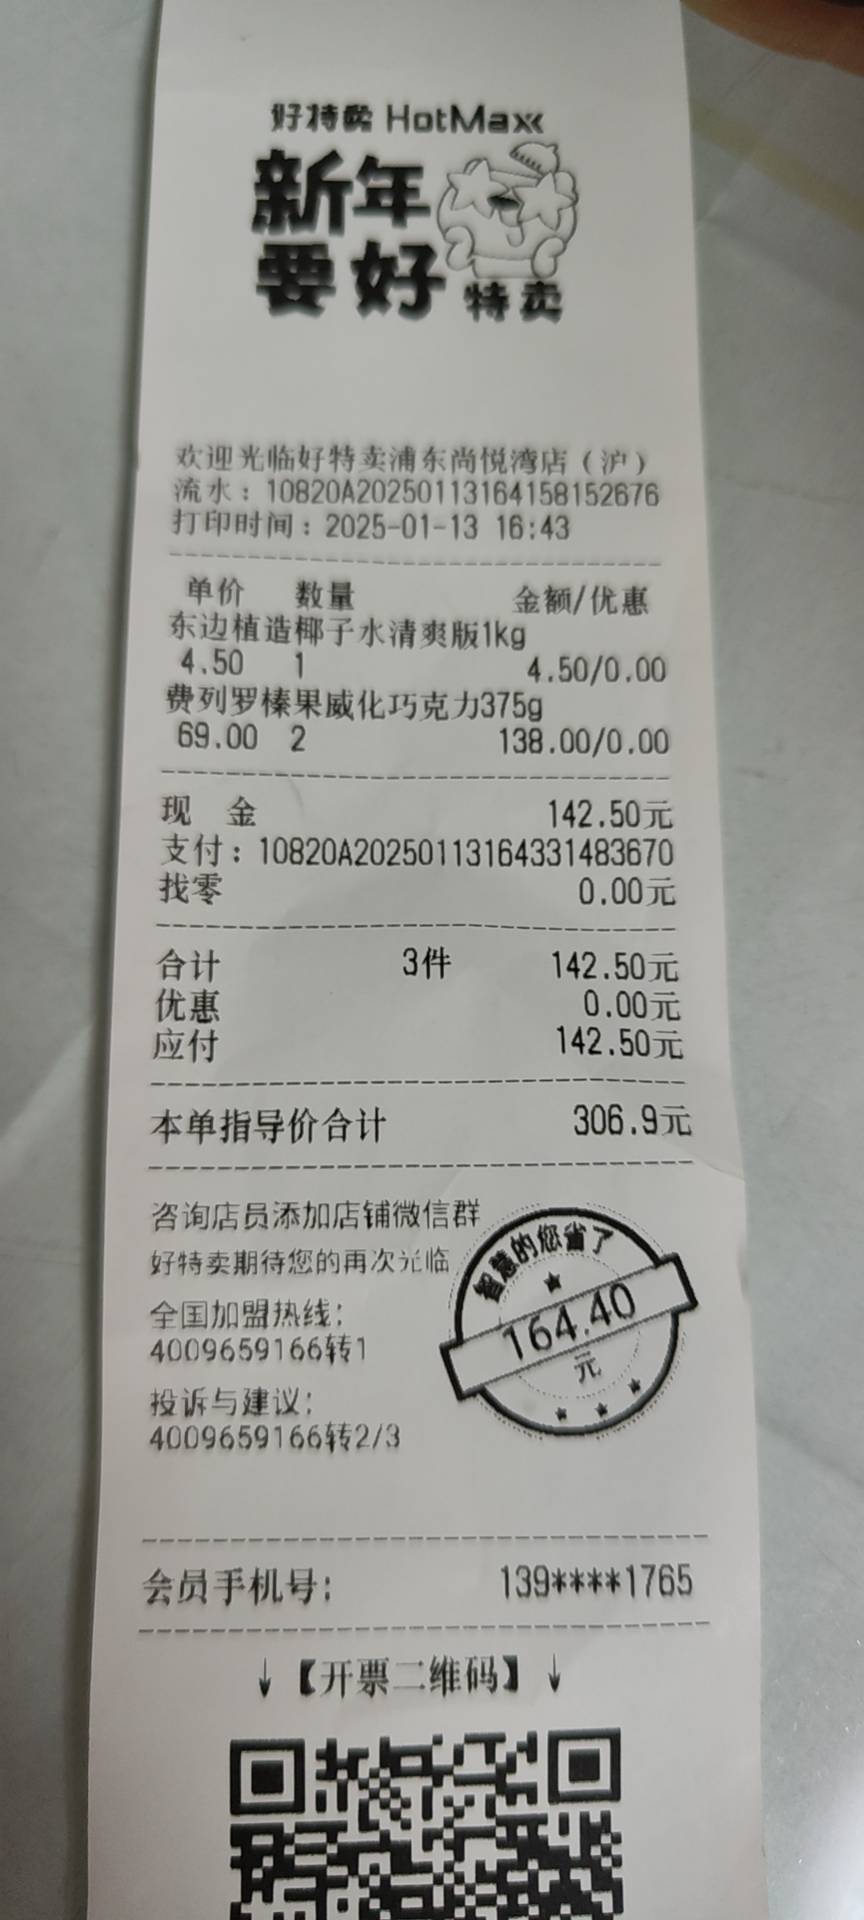 好特卖 HotMaxx
新年
要好 特卖
欢迎光临好特卖浦东尚悦湾店（沪）
流水：10820A20250113164158152676
打印时间：2025-01-13 16:43
单价 数量 金额/优惠
东边植造椰子水清爽版1kg
4.50 1 4.50/0.00
费列罗榛果威化巧克力375g
69.00 2 138.00/0.00
现 金 142.50元
支付：10820A20250113164331483670
找零 0.00元
合计 3件 142.50元
优惠 0.00元
应付 142.50元
本单指导价合计 306.9元
咨询店员添加店铺微信群
好特卖期待您的再次光临
全国加盟热线：
4009659166转1
投诉与建议：
4009659166转2/3
智慧的您省了
164.40
元
会员手机号： 139****1765
↓【开票二维码】↓